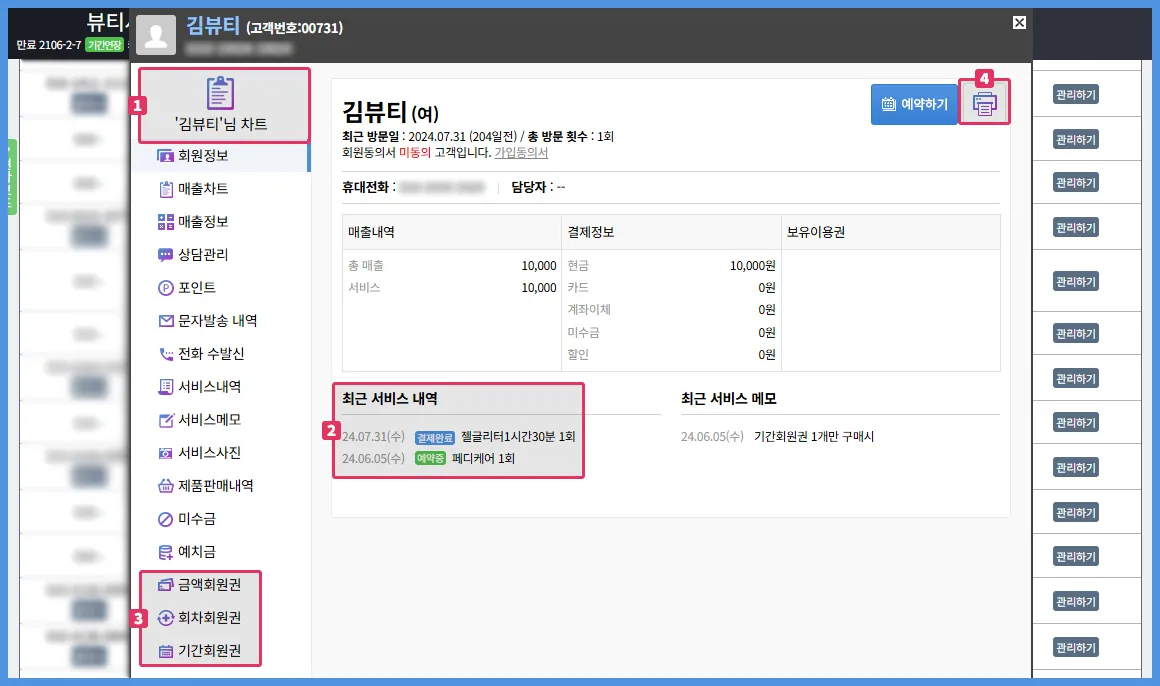 뷰티
만료 2106-2-7 기간연장
김뷰티 (고객번호:00731)
1
'김뷰티'님 차트
회원정보
매출차트
매출정보
상담관리
포인트
문자발송 내역
전화 수발신
서비스내역
서비스메모
서비스사진
제품판매내역
미수금
예치금
3
금액회원권
회차회원권
기간회원권
김뷰티 (여)
예약하기
4
최근 방문일 : 2024.07.31 (204일전) / 총 방문 횟수 : 1회
회원동의서 미동의 고객입니다. 가입동의서
휴대전화 :
담당자 : --
매출내역 결제정보 보유이용권
총 매출 10,000 현금 10,000원
서비스 10,000 카드 0원
계좌이체 0원
미수금 0원
할인 0원
2
최근 서비스 내역
24.07.31(수) 결제완료 젤글리터1시간30분 1회
24.06.05(수) 예약중 페디케어 1회
최근 서비스 메모
24.06.05(수) 기간회원권 1개만 구매시
관리하기
관리하기
관리하기
관리하기
관리하기
관리하기
관리하기
관리하기
관리하기
관리하기
관리하기
관리하기
관리하기